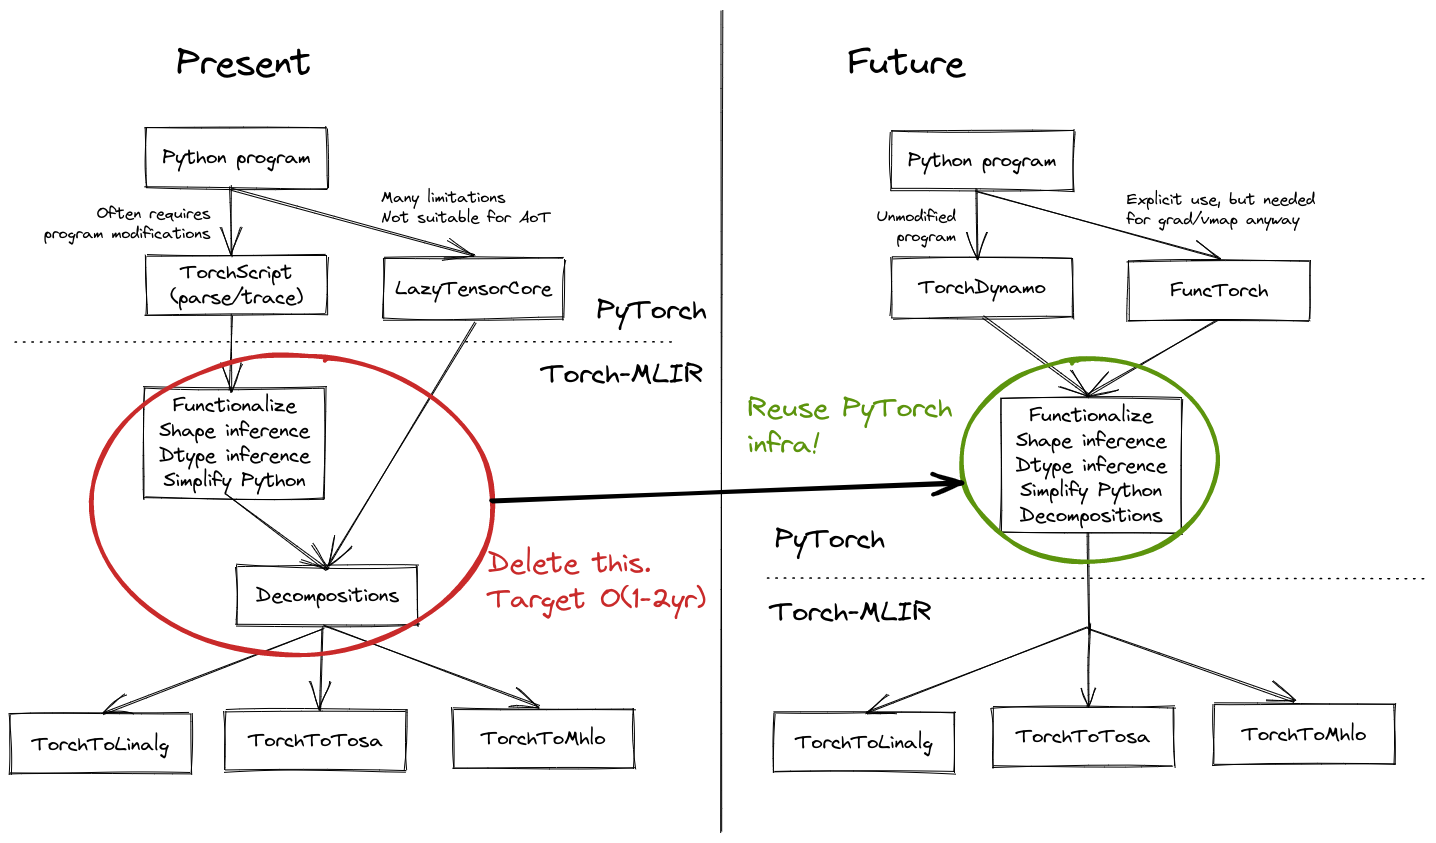 Present
Python program
Often requires
program modifications
Many limitations
Not suitable for AoT
TorchScript
(parse/trace)
LazyTensorCore
PyTorch
Torch-MLIR
Functionalize
Shape inference
Dtype inference
Simplify Python
Delete this.
Target O(1-2yr)
Decompositions
TorchToLinalg
TorchToTosa
TorchToMhlo
Future
Python program
Unmodified
program
Explicit use, but needed
for grad/vmap anyway
TorchDynamo
FuncTorch
Reuse PyTorch
infra!
Functionalize
Shape inference
Dtype inference
Simplify Python
Decompositions
PyTorch
Torch-MLIR
TorchToLinalg
TorchToTosa
TorchToMhlo